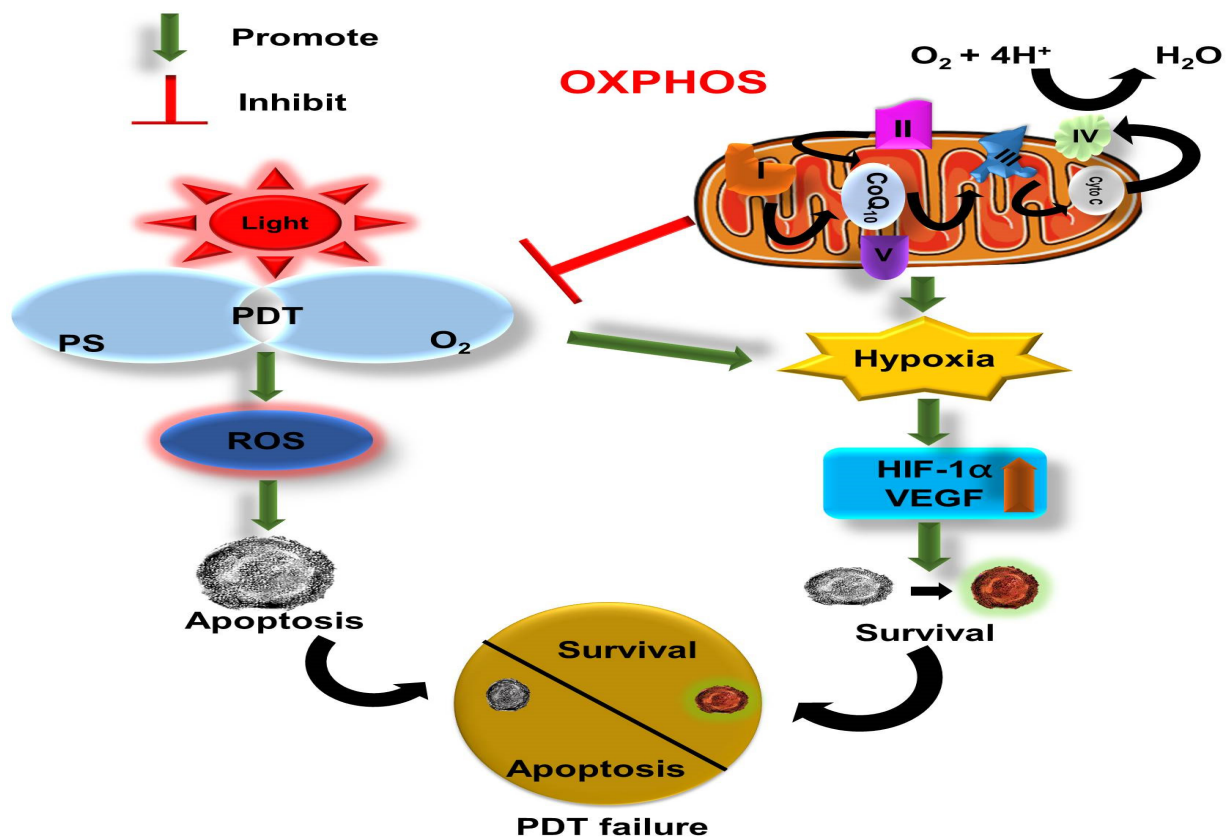 Promote
Inhibit
OXPHOS
O₂ + 4H⁺
H₂O
I
II
III
IV
CoQ₁₀
Cyto C
V
Light
PDT
PS
O₂
Hypoxia
ROS
HIF-1α
VEGF
Apoptosis
Survival
Survival
Apoptosis
PDT failure